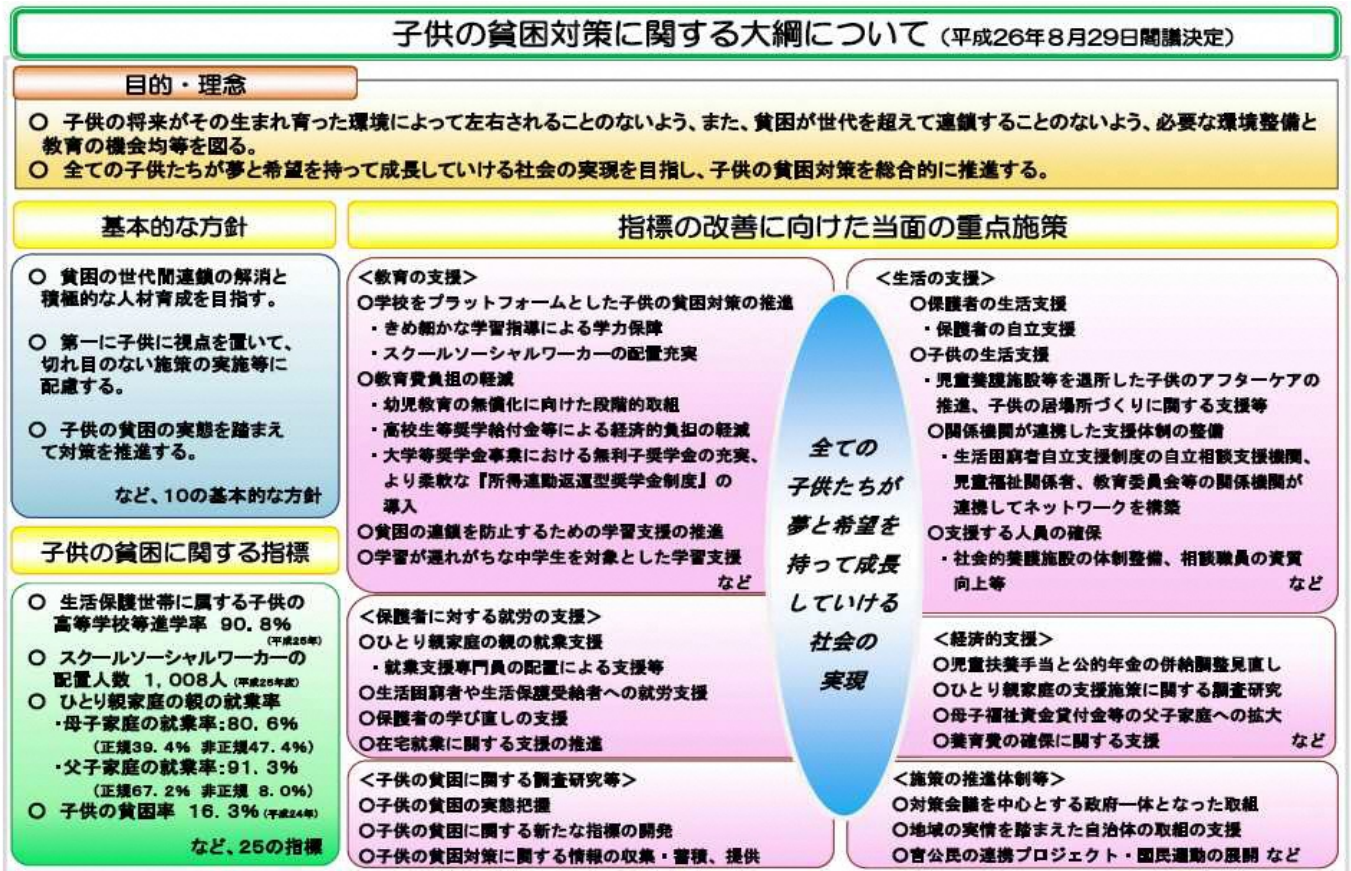 子供の貧困対策に関する大綱について(平成26年8月29日閣議決定)
目的・理念
○ 子供の将来がその生まれ育った環境によって左右されることのないよう、また、貧困が世代を超えて連鎖することのないよう、必要な環境整備と
教育の機会均等を図る。
○ 全ての子供たちが夢と希望を持って成長していける社会の実現を目指し、子供の貧困対策を総合的に推進する。
基本的な方針
○ 貧困の世代間連鎖の解消と
積極的な人材育成を目指す。
○ 第一に子供に視点を置いて、
切れ目のない施策の実施等に
配慮する。
○ 子供の貧困の実態を踏まえ
て対策を推進する。
など、10の基本的な方針
子供の貧困に関する指標
○ 生活保護世帯に属する子供の
高等学校等進学率 90.8%
(平成25年)
○ スクールソーシャルワーカーの
配置人数 1,008人(平成25年度)
○ ひとり親家庭の親の就業率
・母子家庭の就業率:80.6%
(正規39.4% 非正規47.4%)
・父子家庭の就業率:91.3%
(正規67.2% 非正規 8.0%)
○ 子供の貧困率 16.3%(平成24年)
など、25の指標
指標の改善に向けた当面の重点施策
<教育の支援>
○学校をプラットフォームとした子供の貧困対策の推進
・きめ細かな学習指導による学力保障
・スクールソーシャルワーカーの配置充実
○教育費負担の軽減
・幼児教育の無償化に向けた段階的取組
・高校生等奨学給付金等による経済的負担の軽減
・大学等奨学金事業における無利子奨学金の充実、
より柔軟な『所得連動返還型奨学金制度』の
導入
○貧困の連鎖を防止するための学習支援の推進
○学習が遅れがちな中学生を対象とした学習支援
など
<保護者に対する就労の支援>
○ひとり親家庭の親の就業支援
・就業支援専門員の配置による支援等
○生活困窮者や生活保護受給者への就労支援
○保護者の学び直しの支援
○在宅就業に関する支援の推進
<子供の貧困に関する調査研究等>
○子供の貧困の実態把握
○子供の貧困に関する新たな指標の開発
○子供の貧困対策に関する情報の収集・蓄積、提供
全ての
子供たちが
夢と希望を
持って成長
していける
社会の
実現
<生活の支援>
○保護者の生活支援
・保護者の自立支援
○子供の生活支援
・児童養護施設等を退所した子供のアフターケアの
推進、子供の居場所づくりに関する支援等
○関係機関が連携した支援体制の整備
・生活困窮者自立支援制度の自立相談支援機関、
児童福祉関係者、教育委員会等の関係機関が
連携してネットワークを構築
○支援する人員の確保
・社会的養護施設の体制整備、相談職員の資質
向上等 など
<経済的支援>
○児童扶養手当と公的年金の併給調整見直し
○ひとり親家庭の支援施策に関する調査研究
○母子福祉資金貸付金等の父子家庭への拡大
○養育費の確保に関する支援 など
<施策の推進体制等>
○対策会議を中心とする政府一体となった取組
○地域の実情を踏まえた自治体の取組の支援
○官公民の連携プロジェクト・国民運動の展開 など